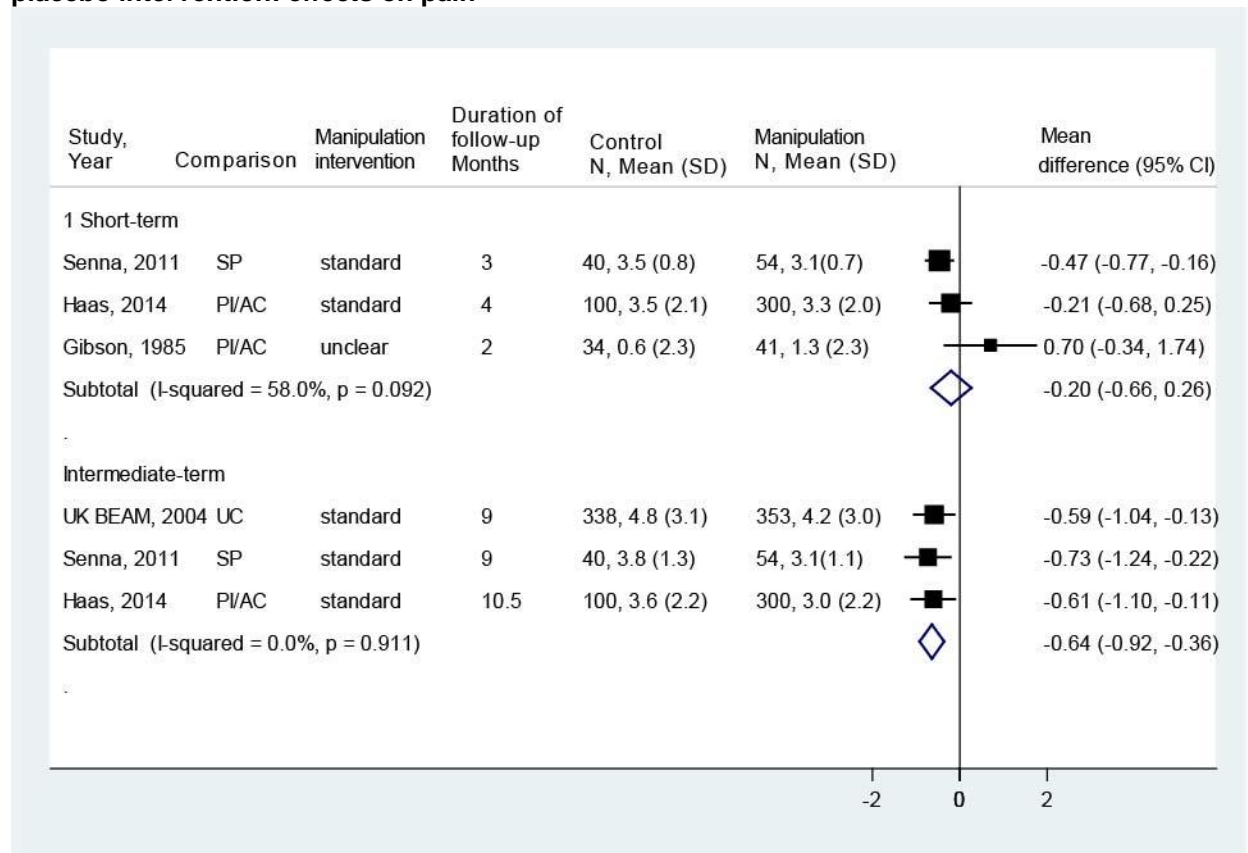 placebo intervention: effects on pain
Study, Year Comparison Manipulation intervention Duration of follow-up Months Control N, Mean (SD) Manipulation N, Mean (SD) Mean difference (95% CI)
1 Short-term
Senna, 2011 SP standard 3 40, 3.5 (0.8) 54, 3.1(0.7) -0.47 (-0.77, -0.16)
Haas, 2014 PI/AC standard 4 100, 3.5 (2.1) 300, 3.3 (2.0) -0.21 (-0.68, 0.25)
Gibson, 1985 PI/AC unclear 2 34, 0.6 (2.3) 41, 1.3 (2.3) 0.70 (-0.34, 1.74)
Subtotal (I-squared = 58.0%, p = 0.092) -0.20 (-0.66, 0.26)
.
Intermediate-term
UK BEAM, 2004 UC standard 9 338, 4.8 (3.1) 353, 4.2 (3.0) -0.59 (-1.04, -0.13)
Senna, 2011 SP standard 9 40, 3.8 (1.3) 54, 3.1(1.1) -0.73 (-1.24, -0.22)
Haas, 2014 PI/AC standard 10.5 100, 3.6 (2.2) 300, 3.0 (2.2) -0.61 (-1.10, -0.11)
Subtotal (I-squared = 0.0%, p = 0.911) -0.64 (-0.92, -0.36)
.
-2 0 2